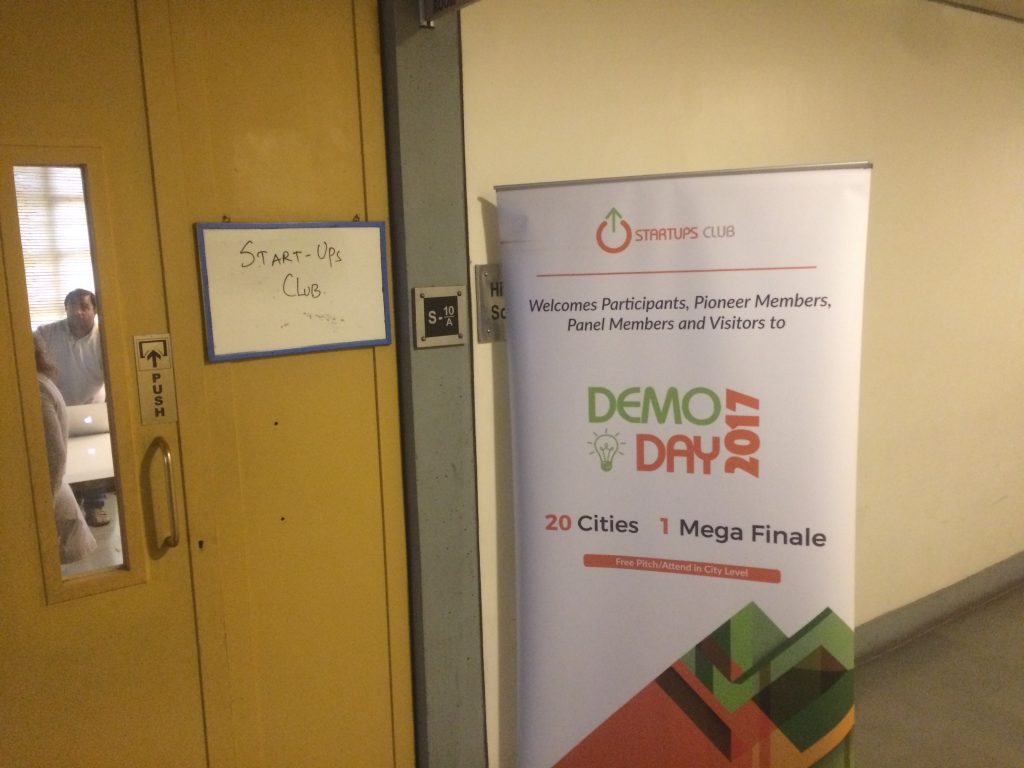 START-UPS
CLUB
PUSH
S-10/A
Hi
STARTUPS CLUB
Welcomes Participants, Pioneer Members,
Panel Members and Visitors to
DEMO
DAY
2017
20 Cities 1 Mega Finale
Free Pitch/Attend in City Level